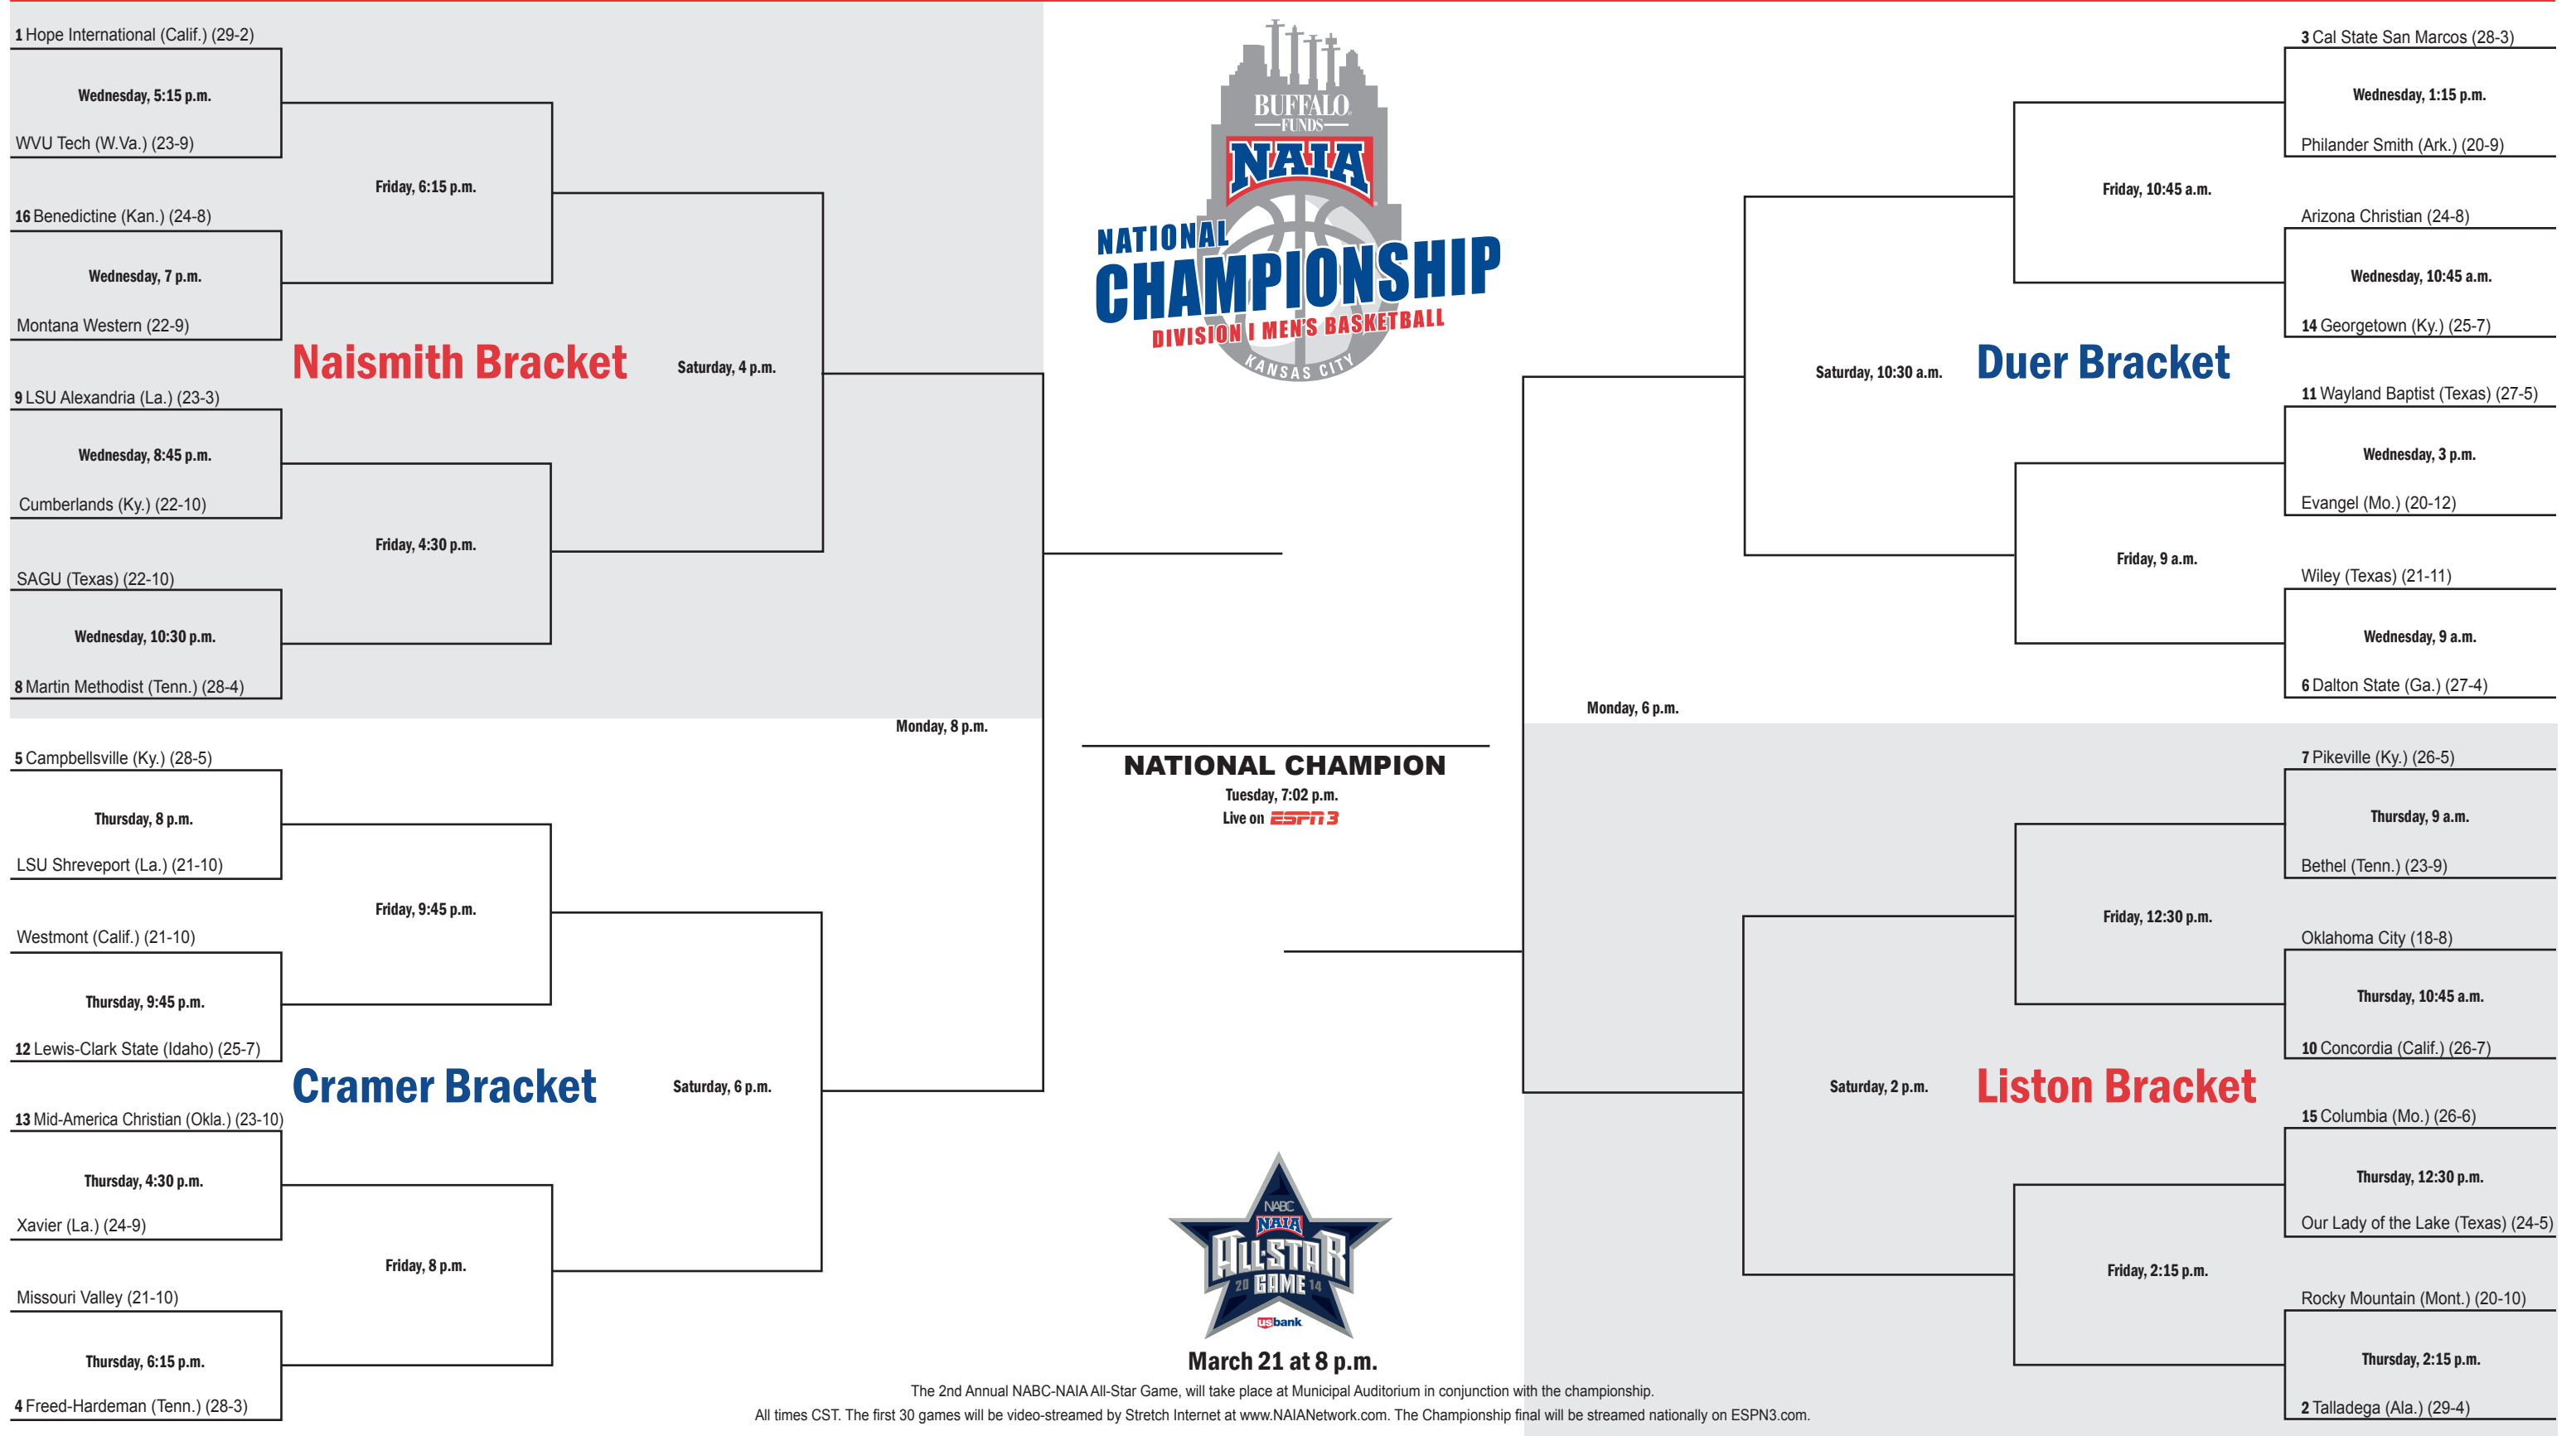 1 Hope International (Calif.) (29-2)
Wednesday, 5:15 p.m.
WVU Tech (W.Va.) (23-9)
Friday, 6:15 p.m.
16 Benedictine (Kan.) (24-8)
Wednesday, 7 p.m.
Montana Western (22-9)
Naismith Bracket
Saturday, 4 p.m.
9 LSU Alexandria (La.) (23-3)
Wednesday, 8:45 p.m.
Cumberlands (Ky.) (22-10)
Friday, 4:30 p.m.
SAGU (Texas) (22-10)
Wednesday, 10:30 p.m.
8 Martin Methodist (Tenn.) (28-4)
Monday, 8 p.m.
5 Campbellsville (Ky.) (28-5)
Thursday, 8 p.m.
LSU Shreveport (La.) (21-10)
Friday, 9:45 p.m.
Westmont (Calif.) (21-10)
Thursday, 9:45 p.m.
12 Lewis-Clark State (Idaho) (25-7)
Cramer Bracket
Saturday, 6 p.m.
13 Mid-America Christian (Okla.) (23-10)
Thursday, 4:30 p.m.
Xavier (La.) (24-9)
Friday, 8 p.m.
Missouri Valley (21-10)
Thursday, 6:15 p.m.
4 Freed-Hardeman (Tenn.) (28-3)
BUFFALO
FUNDS
NAIA
NATIONAL
CHAMPIONSHIP
DIVISION I MEN'S BASKETBALL
KANSAS CITY
NATIONAL CHAMPION
Tuesday, 7:02 p.m.
Live on ESPN3
NABC
NAIA
ALL-STAR
20 GAME 14
usbank
March 21 at 8 p.m.
The 2nd Annual NABC-NAIA All-Star Game, will take place at Municipal Auditorium in conjunction with the championship.
All times CST. The first 30 games will be video-streamed by Stretch Internet at www.NAIANetwork.com. The Championship final will be streamed nationally on ESPN3.com.
3 Cal State San Marcos (28-3)
Wednesday, 1:15 p.m.
Philander Smith (Ark.) (20-9)
Friday, 10:45 a.m.
Arizona Christian (24-8)
Wednesday, 10:45 a.m.
14 Georgetown (Ky.) (25-7)
Saturday, 10:30 a.m.
Duer Bracket
11 Wayland Baptist (Texas) (27-5)
Wednesday, 3 p.m.
Evangel (Mo.) (20-12)
Friday, 9 a.m.
Wiley (Texas) (21-11)
Wednesday, 9 a.m.
6 Dalton State (Ga.) (27-4)
Monday, 6 p.m.
7 Pikeville (Ky.) (26-5)
Thursday, 9 a.m.
Bethel (Tenn.) (23-9)
Friday, 12:30 p.m.
Oklahoma City (18-8)
Thursday, 10:45 a.m.
10 Concordia (Calif.) (26-7)
Saturday, 2 p.m.
Liston Bracket
15 Columbia (Mo.) (26-6)
Thursday, 12:30 p.m.
Our Lady of the Lake (Texas) (24-5)
Friday, 2:15 p.m.
Rocky Mountain (Mont.) (20-10)
Thursday, 2:15 p.m.
2 Talladega (Ala.) (29-4)